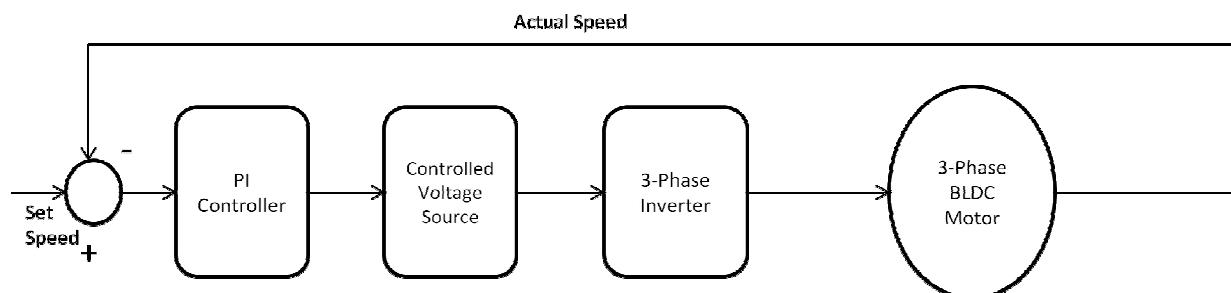 Actual Speed
-
Set
Speed
+
PI
Controller
Controlled
Voltage
Source
3-Phase
Inverter
3-Phase
BLDC
Motor